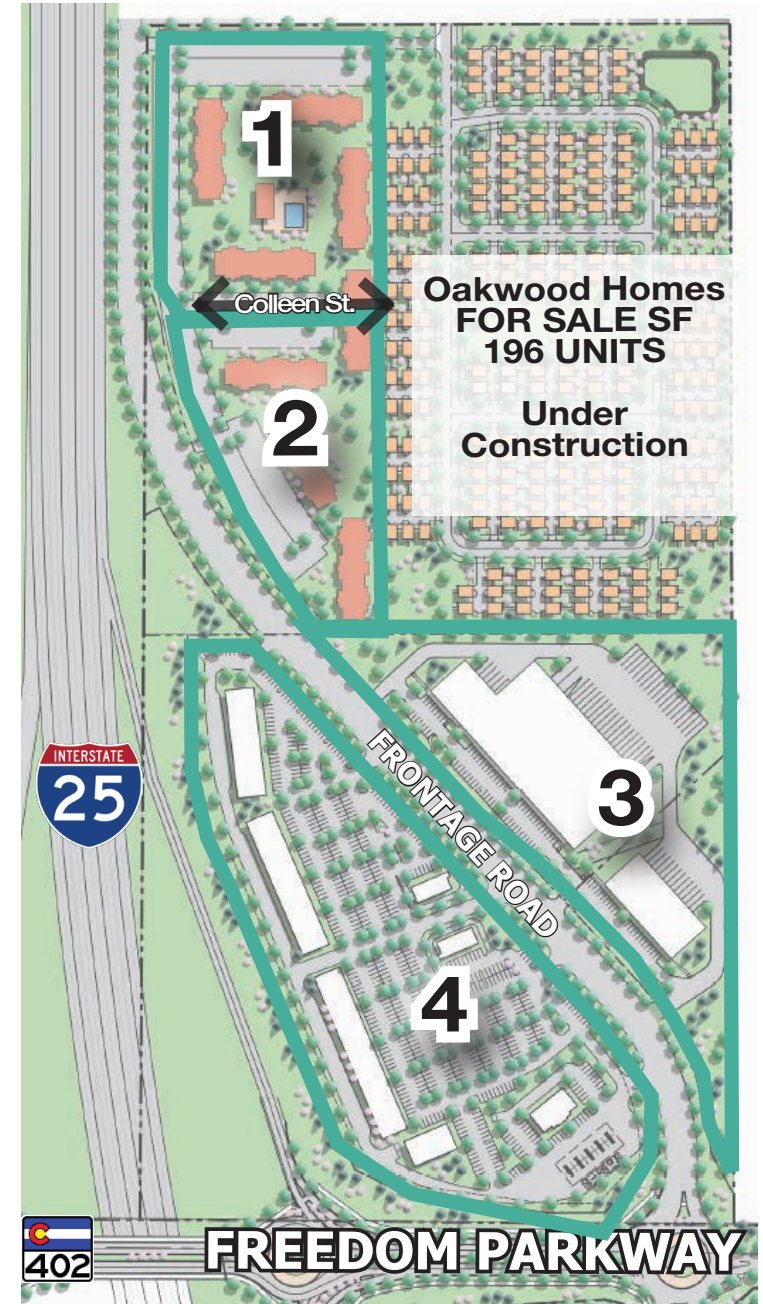 1
Colleen St.
Oakwood Homes
FOR SALE SF
196 UNITS
Under
Construction
2
INTERSTATE
25
FRONTAGE ROAD
3
4
402
FREEDOM PARKWAY